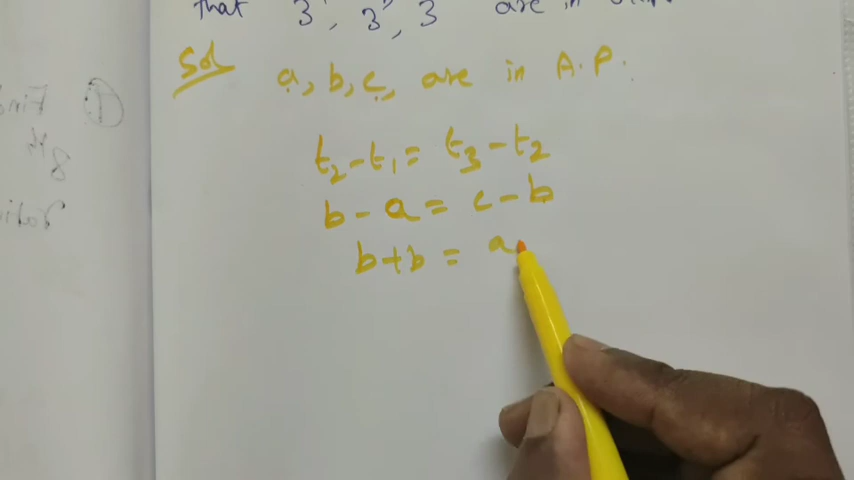 that 3 , 3 , 3 are in
Sol a, b, c, are in A.P.
t₂ - t₁ = t₃ - t₂
b - a = c - b
b + b = a